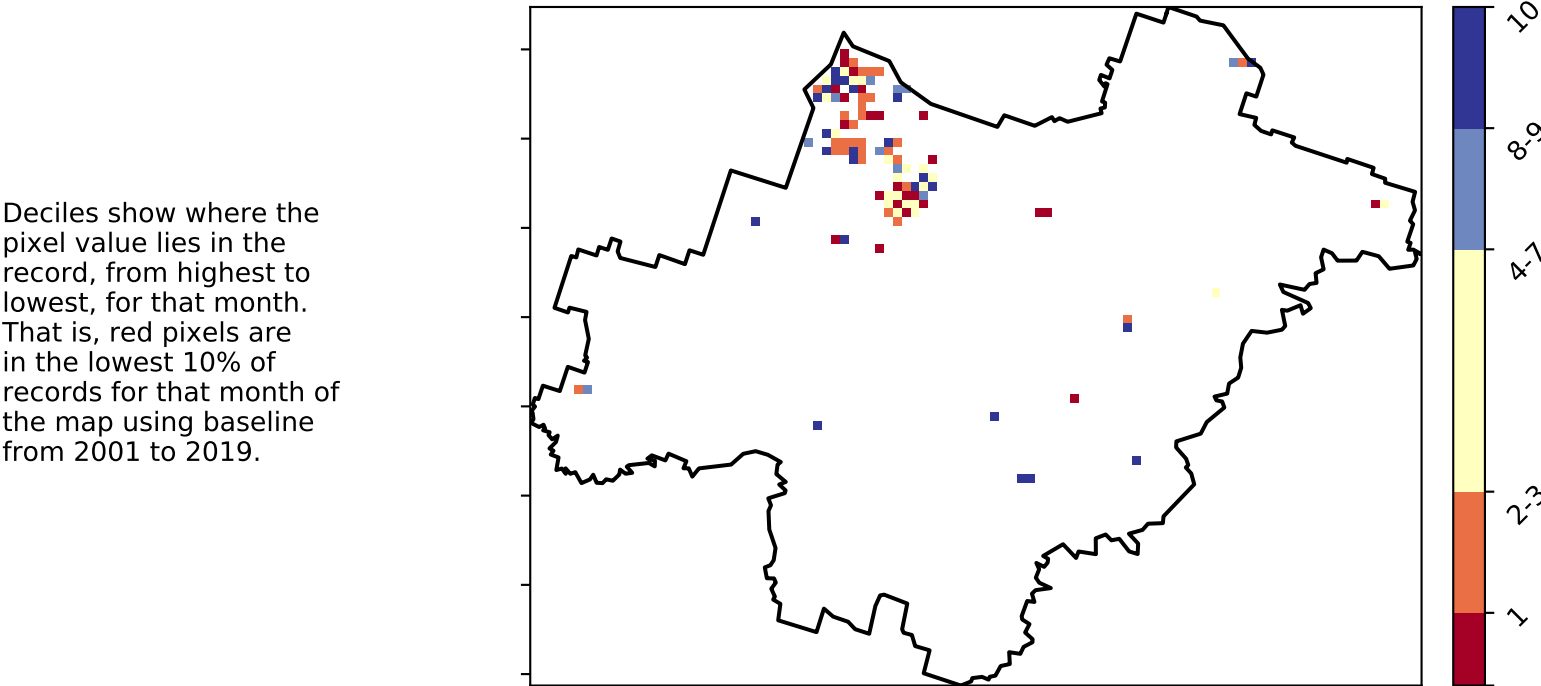 Deciles show where the
pixel value lies in the
record, from highest to
lowest, for that month.
That is, red pixels are
in the lowest 10% of
records for that month of
the map using baseline
from 2001 to 2019.
10
8-9
4-7
2-3
1